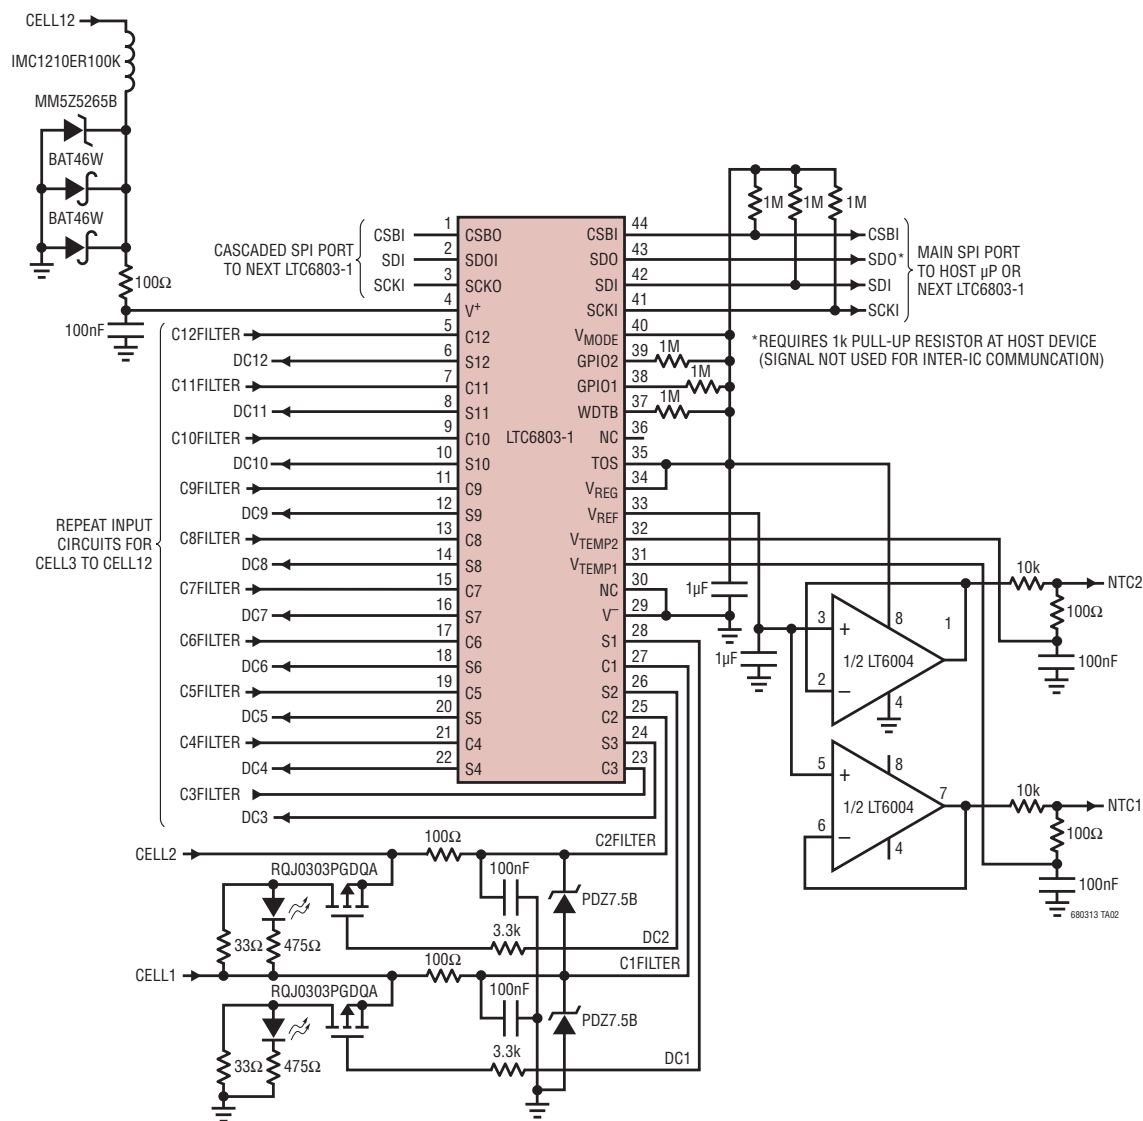 CELL12
IMC1210ER100K
MM5Z5265B
BAT46W
BAT46W
100Ω
100nF
CASCADED SPI PORT
TO NEXT LTC6803-1
CSBI
SDI
SCKI
1
2
3
4
5
6
7
8
9
10
11
12
13
14
15
16
17
18
19
20
21
22
C12FILTER
DC12
C11FILTER
DC11
C10FILTER
DC10
C9FILTER
DC9
C8FILTER
DC8
C7FILTER
DC7
C6FILTER
DC6
C5FILTER
DC5
C4FILTER
DC4
C3FILTER
DC3
REPEAT INPUT
CIRCUITS FOR
CELL3 TO CELL12
CSBO
SDOI
SCKO
V+
C12
S12
C11
S11
C10
S10
C9
S9
C8
S8
C7
S7
C6
S6
C5
S5
C4
S4
LTC6803-1
CSBI
SDO
SDI
SCKI
VMODE
GPIO2
GPIO1
WDTB
NC
TOS
VREG
VREF
VTEMP2
VTEMP1
NC
V–
S1
C1
S2
C2
S3
C3
44
43
42
41
40
39
38
37
36
35
34
33
32
31
30
29
28
27
26
25
24
23
1M
1M
1M
1M
1M
1M
CSBI
SDO*
SDI
SCKI
MAIN SPI PORT
TO HOST µP OR
NEXT LTC6803-1
*REQUIRES 1k PULL-UP RESISTOR AT HOST DEVICE
(SIGNAL NOT USED FOR INTER-IC COMMUNCATION)
1µF
1µF
3
2
+
–
8
1
4
1/2 LT6004
10k
NTC2
100Ω
100nF
5
6
+
–
8
7
4
1/2 LT6004
10k
NTC1
100Ω
100nF
680313 TA02
CELL2
100Ω
C2FILTER
RQJ0303PGDQA
100nF
PDZ7.5B
33Ω
475Ω
3.3k
DC2
CELL1
100Ω
C1FILTER
RQJ0303PGDQA
100nF
PDZ7.5B
33Ω
475Ω
3.3k
DC1